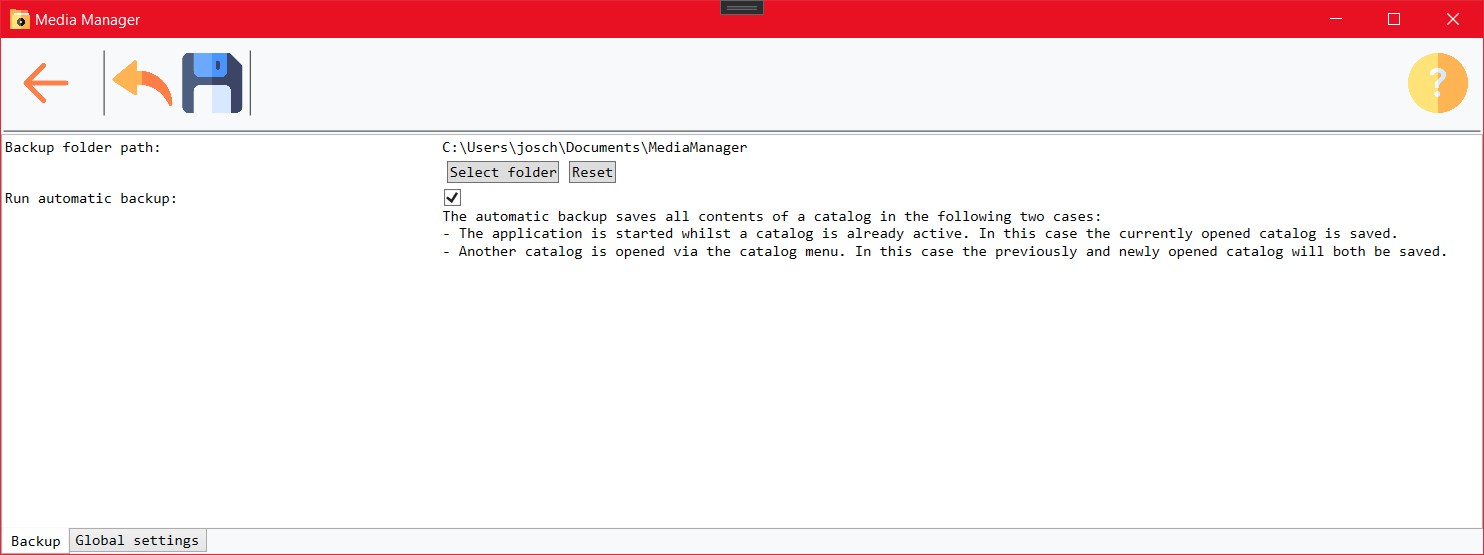 Media Manager
?
Backup folder path:
C:\Users\josch\Documents\MediaManager
Select folder
Reset
Run automatic backup:
The automatic backup saves all contents of a catalog in the following two cases:
- The application is started whilst a catalog is already active. In this case the currently opened catalog is saved.
- Another catalog is opened via the catalog menu. In this case the previously and newly opened catalog will both be saved.
Backup
Global settings